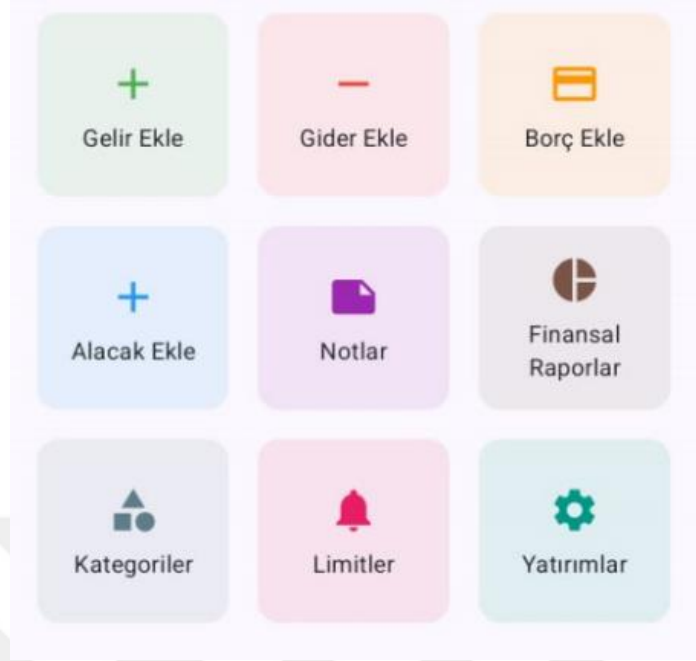 Gelir Ekle
Gider Ekle
Borç Ekle
Alacak Ekle
Notlar
Finansal
Raporlar
Kategoriler
Limitler
Yatırımlar